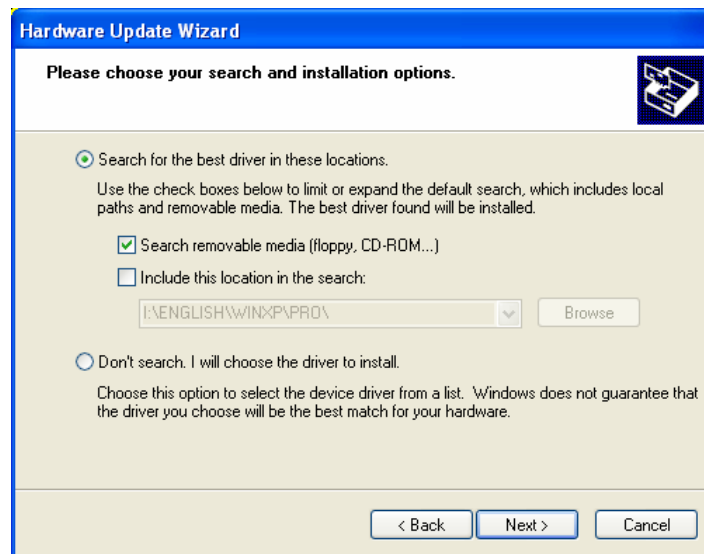 Hardware Update Wizard
Please choose your search and installation options.
Search for the best driver in these locations.
Use the check boxes below to limit or expand the default search, which includes local
paths and removable media. The best driver found will be installed.
Search removable media (floppy, CD-ROM...)
Include this location in the search:
I:\ENGLISH\WINXP\PRO\
Browse
Don't search. I will choose the driver to install.
Choose this option to select the device driver from a list. Windows does not guarantee that
the driver you choose will be the best match for your hardware.
< Back
Next >
Cancel